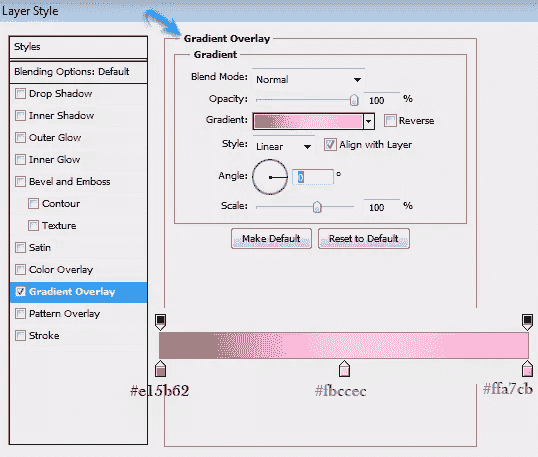 Layer Style
Styles
Blending Options: Default
Drop Shadow
Inner Shadow
Outer Glow
Inner Glow
Bevel and Emboss
Contour
Texture
Satin
Color Overlay
Gradient Overlay
Pattern Overlay
Stroke
Gradient Overlay
Gradient
Blend Mode: Normal
Opacity: 100 %
Gradient: Reverse
Style: Linear Align with Layer
Angle: 0 °
Scale: 100 %
Make Default Reset to Default
#e15b62 #fbccec #ffa7cb